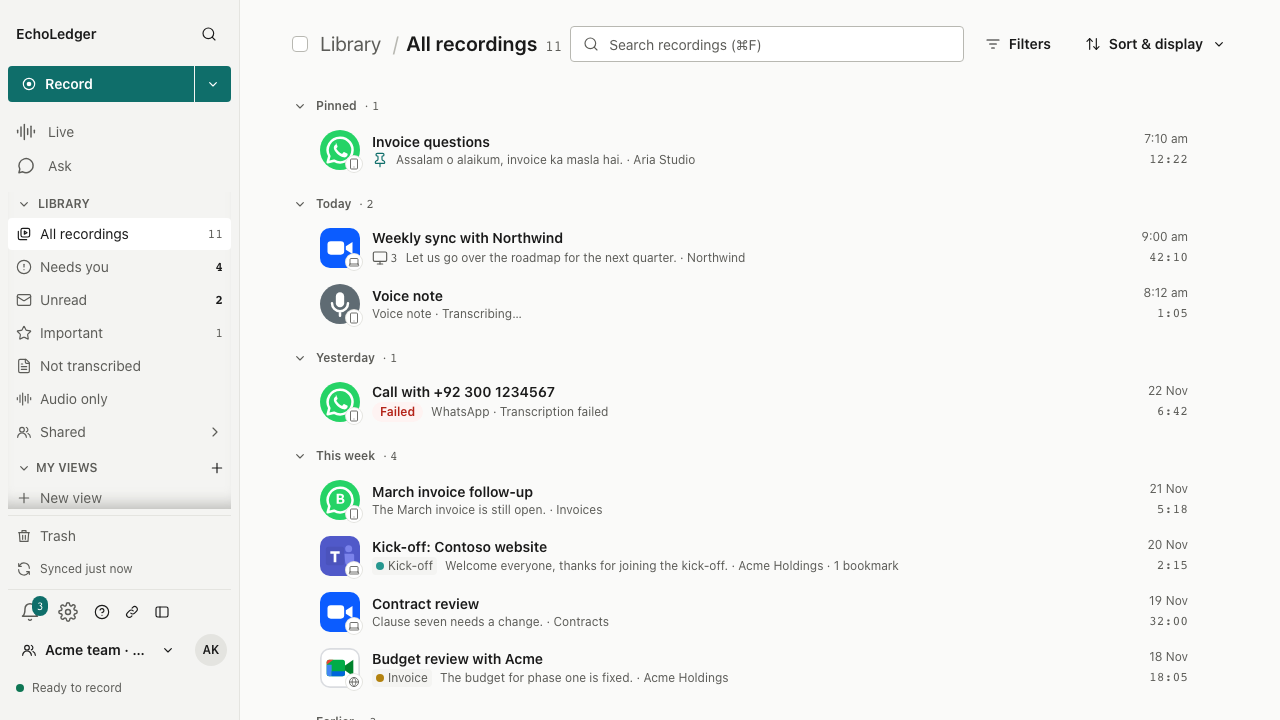 EchoLedger
Record
Live
Ask
LIBRARY
All recordings 11
Needs you 4
Unread 2
Important 1
Not transcribed
Audio only
Shared
MY VIEWS
New view
Trash
Synced just now
3
Acme team · ... AK
Ready to record
Library / All recordings 11 Search recordings (⌘F) Filters Sort & display
Pinned · 1
Invoice questions 7:10 am
Assalam o alaikum, invoice ka masla hai. · Aria Studio 12:22
Today · 2
Weekly sync with Northwind 9:00 am
3 Let us go over the roadmap for the next quarter. · Northwind 42:10
Voice note 8:12 am
Voice note · Transcribing... 1:05
Yesterday · 1
Call with +92 300 1234567 22 Nov
Failed WhatsApp · Transcription failed 6:42
This week · 4
March invoice follow-up 21 Nov
The March invoice is still open. · Invoices 5:18
Kick-off: Contoso website 20 Nov
Kick-off Welcome everyone, thanks for joining the kick-off. · Acme Holdings · 1 bookmark 2:15
Contract review 19 Nov
Clause seven needs a change. · Contracts 32:00
Budget review with Acme 18 Nov
Invoice The budget for phase one is fixed. · Acme Holdings 18:05